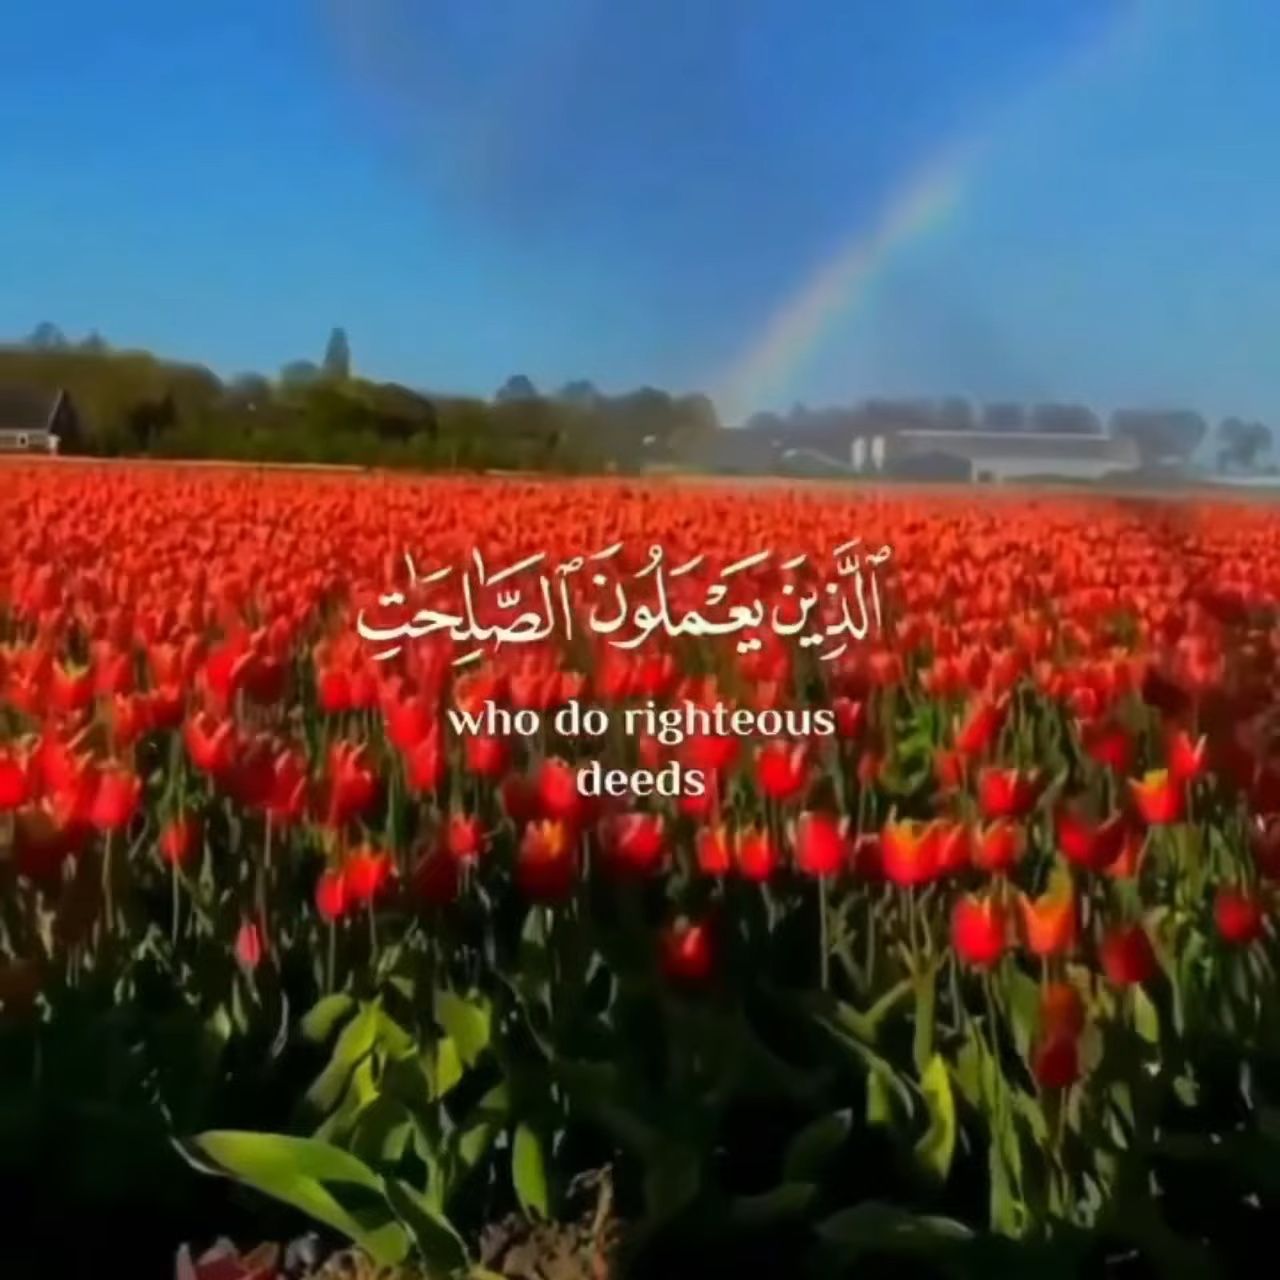 ٱلَّذِينَ يَعْمَلُونَ ٱلصَّـٰلِحَـٰتِ
who do righteous
deeds